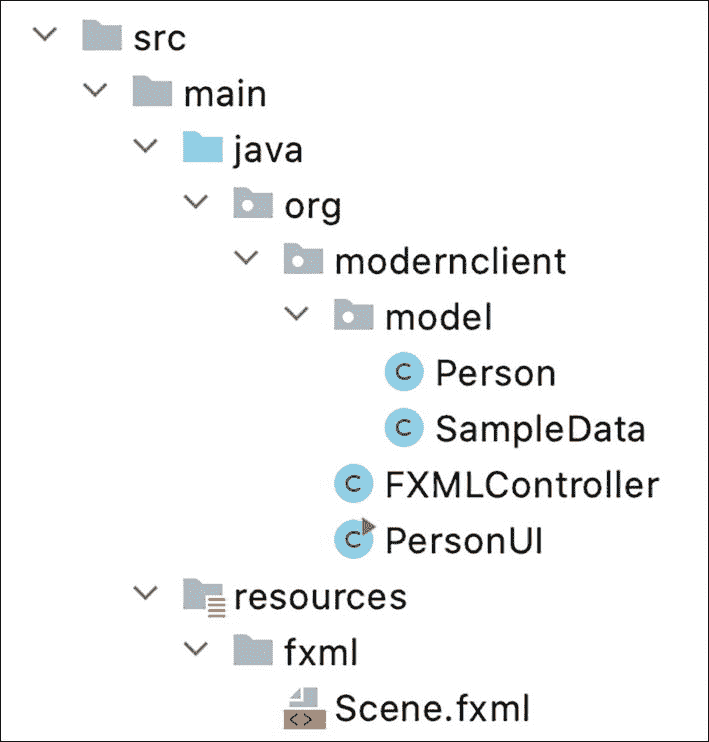 src
main
java
org
modernclient
model
C Person
C SampleData
C FXMLController
C PersonUI
resources
fxml
<> Scene.fxml